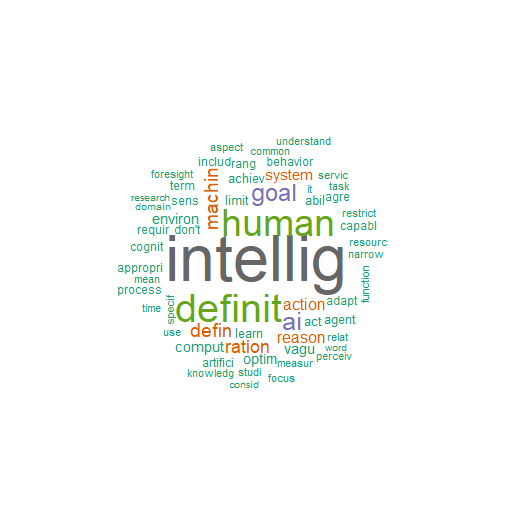 understand
aspect
common
includ
rang
behavior
foresight
achiev
system
servic
term
task
research
sens
machin
limit
goal
it
abil
agre
domain
environ
human
restrict
requir
don't
capabl
cognit
intellig
resourc
narrow
appropri
mean
process
function
time
specif
definit
action
adapt
use
defin
learn
ai
act
agent
comput
ration
reason
relat
vagu
word
artifici
optim
measur
perceiv
knowledg
studi
focus
consid